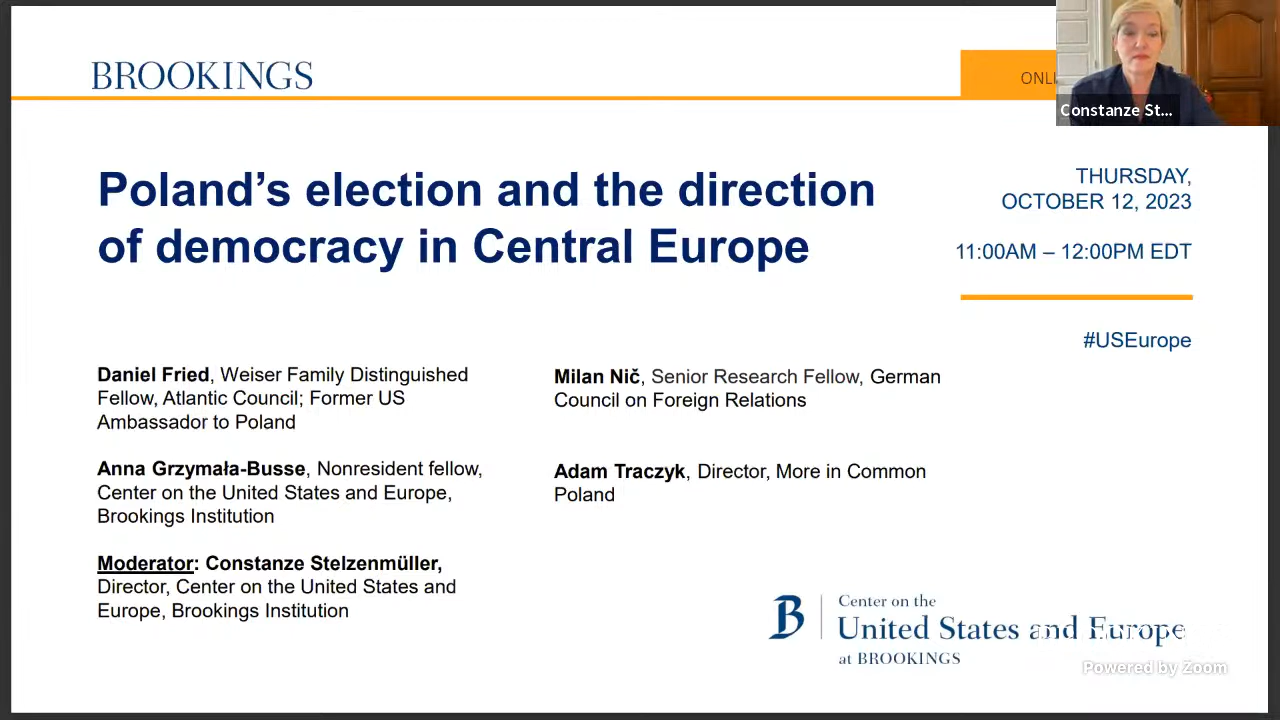 BROOKINGS
ONLI
Constanze St...
Poland's election and the direction
of democracy in Central Europe
THURSDAY,
OCTOBER 12, 2023
11:00AM – 12:00PM EDT
#USEurope
Daniel Fried, Weiser Family Distinguished
Fellow, Atlantic Council; Former US
Ambassador to Poland
Anna Grzymała-Busse, Nonresident fellow,
Center on the United States and Europe,
Brookings Institution
Moderator: Constanze Stelzenmüller,
Director, Center on the United States and
Europe, Brookings Institution
Milan Nič, Senior Research Fellow, German
Council on Foreign Relations
Adam Traczyk, Director, More in Common
Poland
B
Center on the
United States and Europe
at BROOKINGS
Powered by Zoom